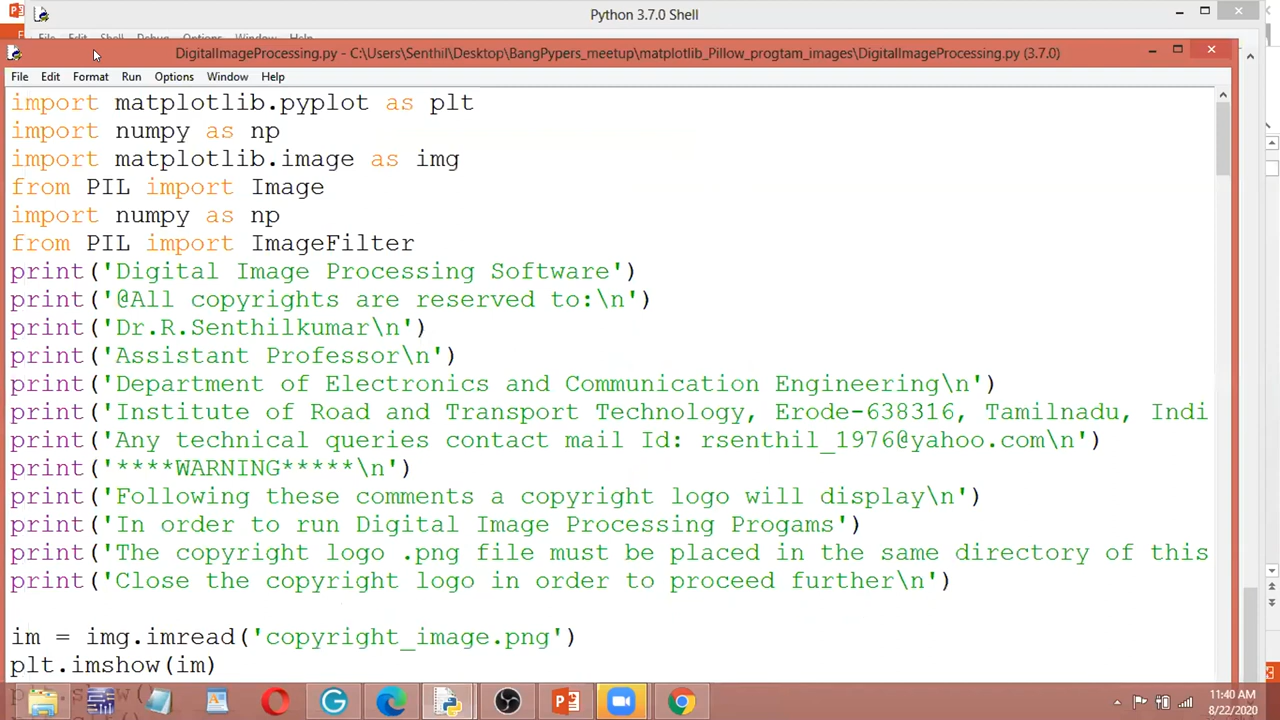 Python 3.7.0 Shell
File Edit Shell Debug Options Window Help
DigitalImageProcessing.py - C:\Users\Senthil\Desktop\BangPypers_meetup\matplotlib_Pillow_progtam_images\DigitalImageProcessing.py (3.7.0)
File Edit Format Run Options Window Help
import matplotlib.pyplot as plt
import numpy as np
import matplotlib.image as img
from PIL import Image
import numpy as np
from PIL import ImageFilter
print('Digital Image Processing Software')
print('@All copyrights are reserved to:\n')
print('Dr.R.Senthilkumar\n')
print('Assistant Professor\n')
print('Department of Electronics and Communication Engineering\n')
print('Institute of Road and Transport Technology, Erode-638316, Tamilnadu, Indi
print('Any technical queries contact mail Id: rsenthil_1976@yahoo.com\n')
print('****WARNING*****\n')
print('Following these comments a copyright logo will display\n')
print('In order to run Digital Image Processing Progams')
print('The copyright logo .png file must be placed in the same directory of this
print('Close the copyright logo in order to proceed further\n')
im = img.imread('copyright_image.png')
plt.imshow(im)
11:40 AM
8/22/2020